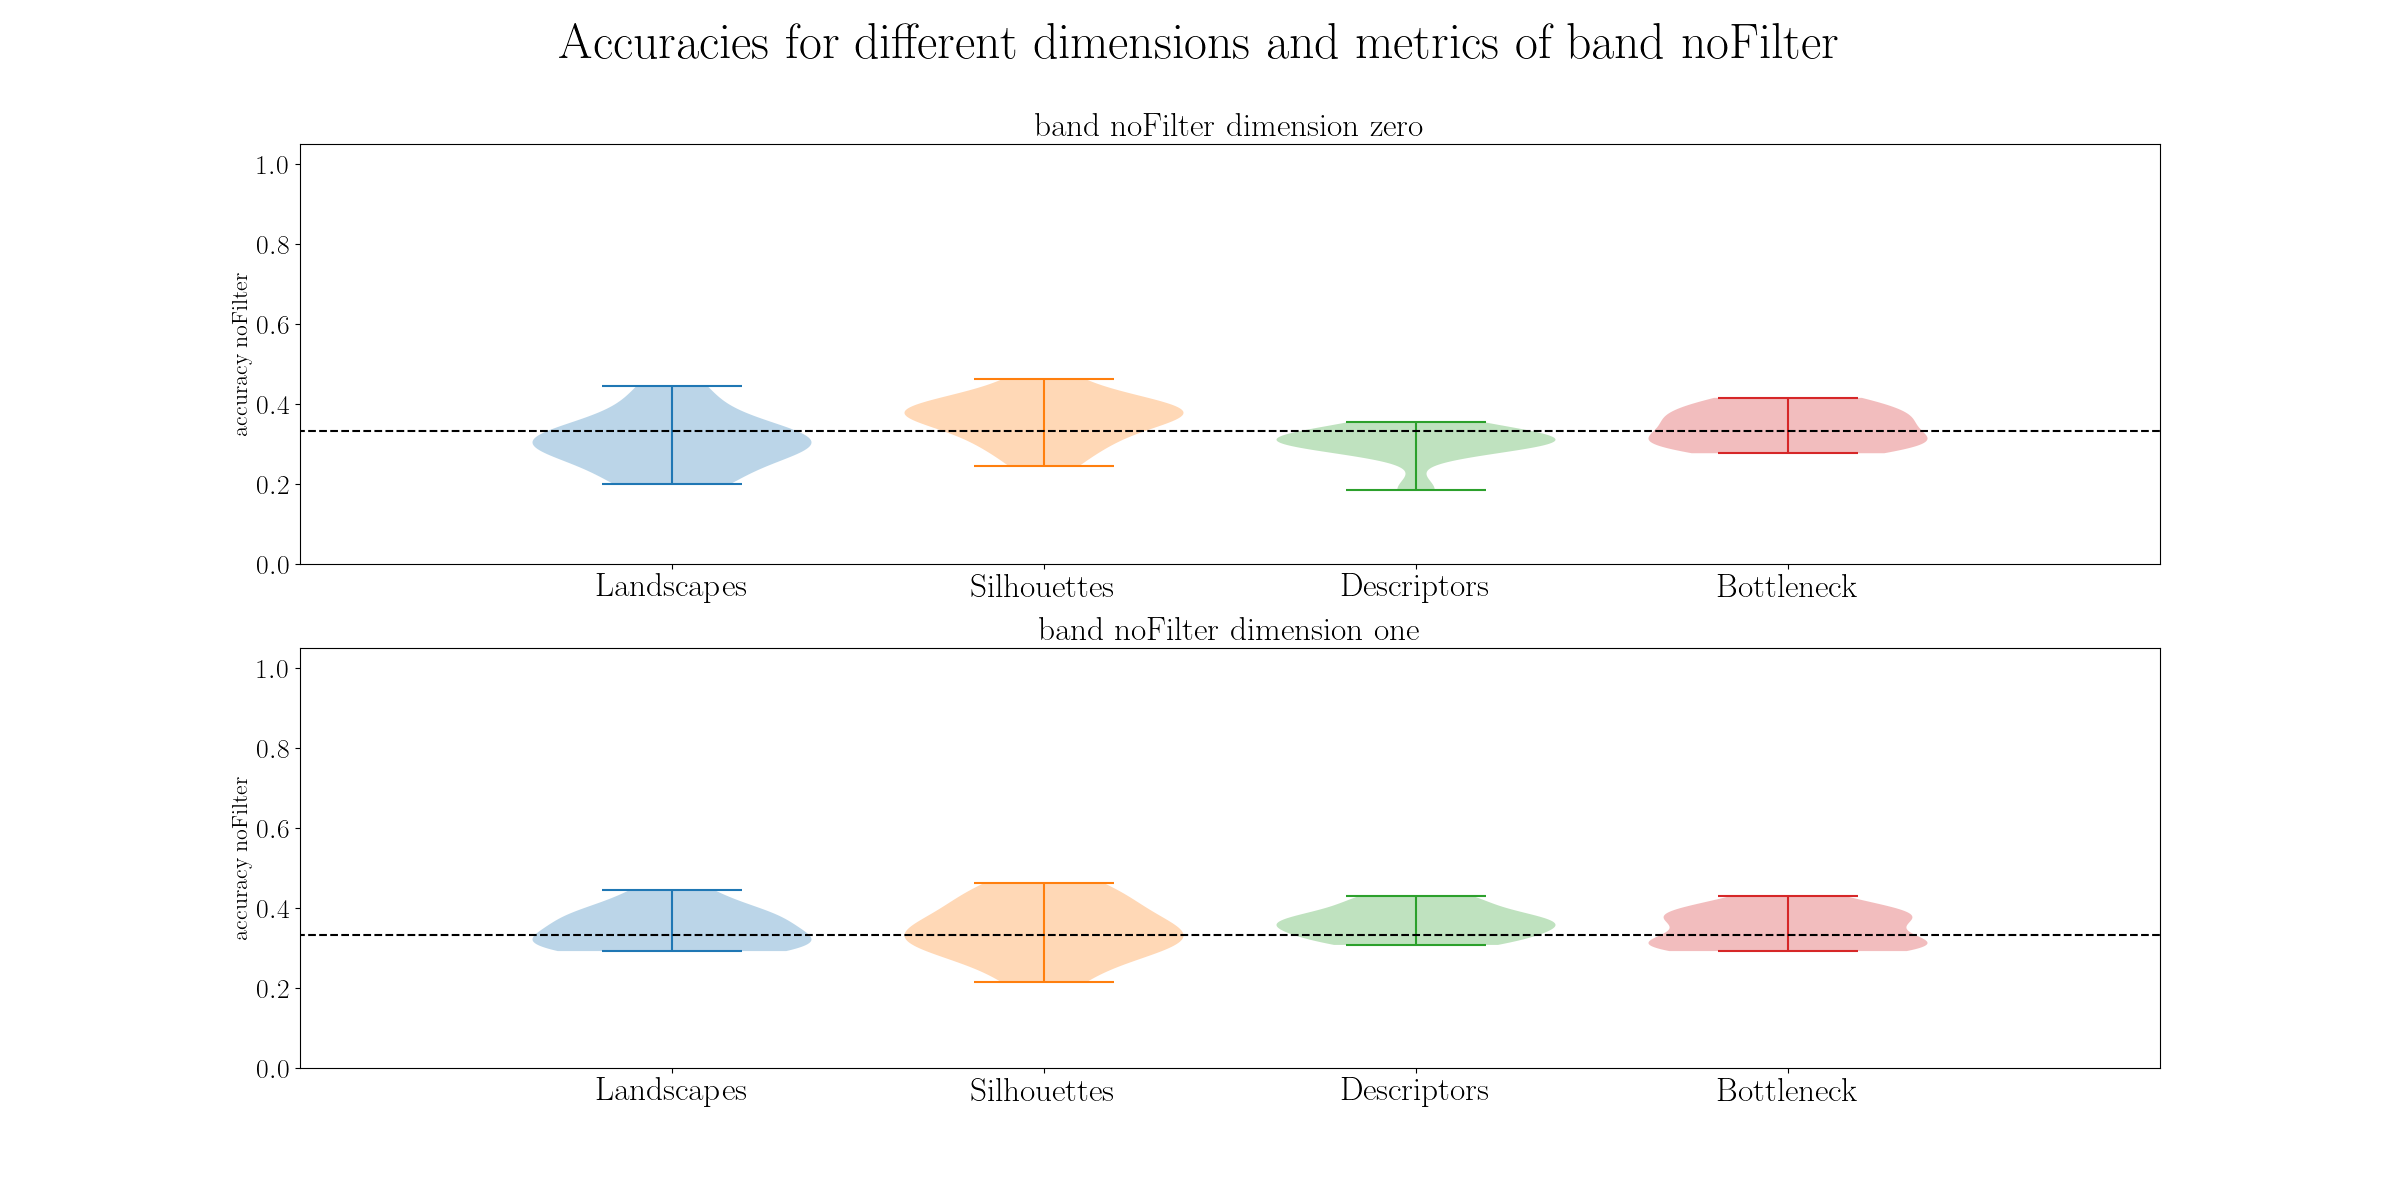 Accuracies for different dimensions and metrics of band noFilter
band noFilter dimension zero
accuracy noFilter
1.0
0.8
0.6
0.4
0.2
0.0
Landscapes Silhouettes Descriptors Bottleneck
band noFilter dimension one
accuracy noFilter
1.0
0.8
0.6
0.4
0.2
0.0
Landscapes Silhouettes Descriptors Bottleneck